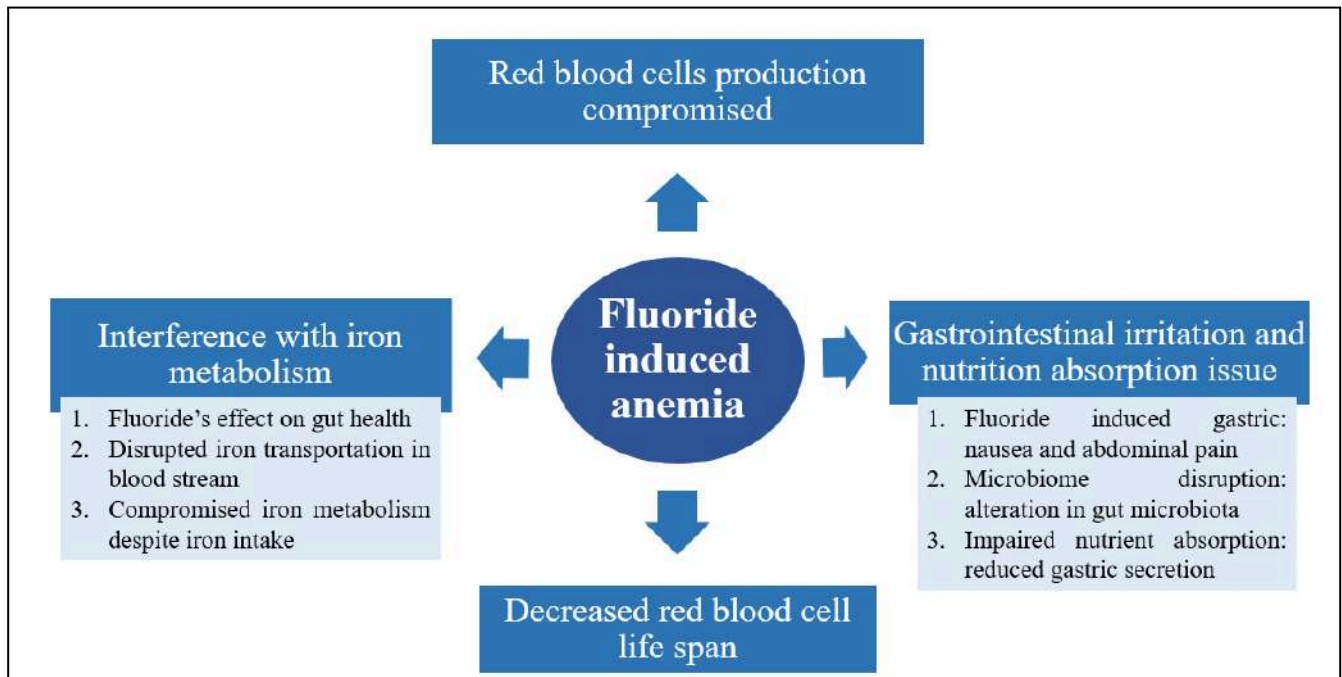 Red blood cells production
compromised
Fluoride
induced
anemia
Interference with iron
metabolism
1. Fluoride's effect on gut health
2. Disrupted iron transportation in
blood stream
3. Compromised iron metabolism
despite iron intake
Gastrointestinal irritation and
nutrition absorption issue
1. Fluoride induced gastric:
nausea and abdominal pain
2. Microbiome disruption:
alteration in gut microbiota
3. Impaired nutrient absorption:
reduced gastric secretion
Decreased red blood cell
life span